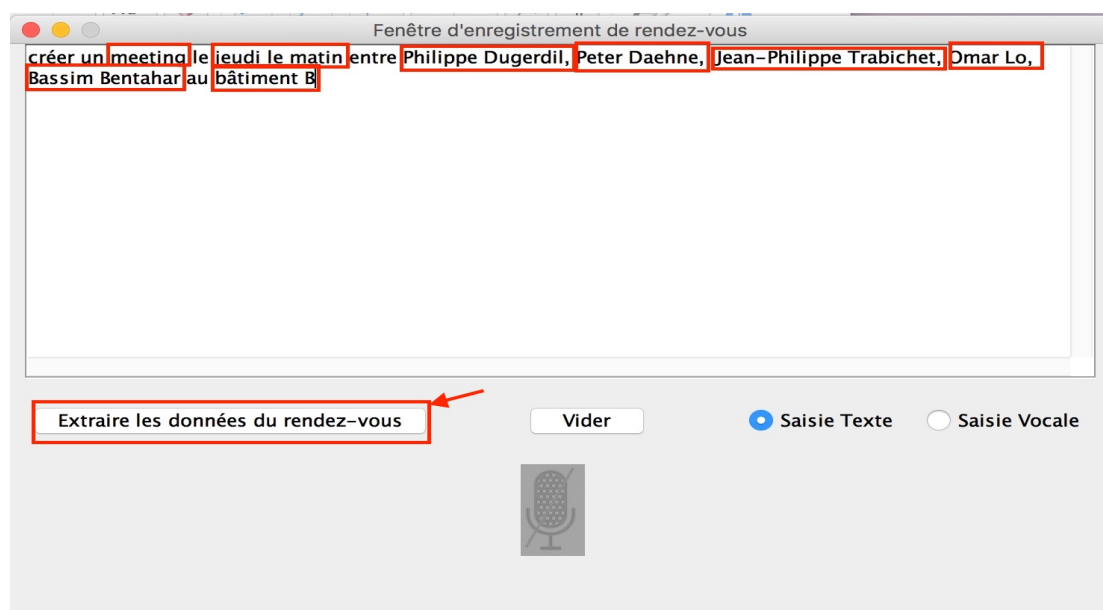 Fenêtre d'enregistrement de rendez-vous
créer un meeting le jeudi le matin entre Philippe Dugerdil, Peter Daehne, Jean-Philippe Trabichet, Omar Lo,
Bassim Bentahar au bâtiment B
Extraire les données du rendez-vous Vider Saisie Texte Saisie Vocale